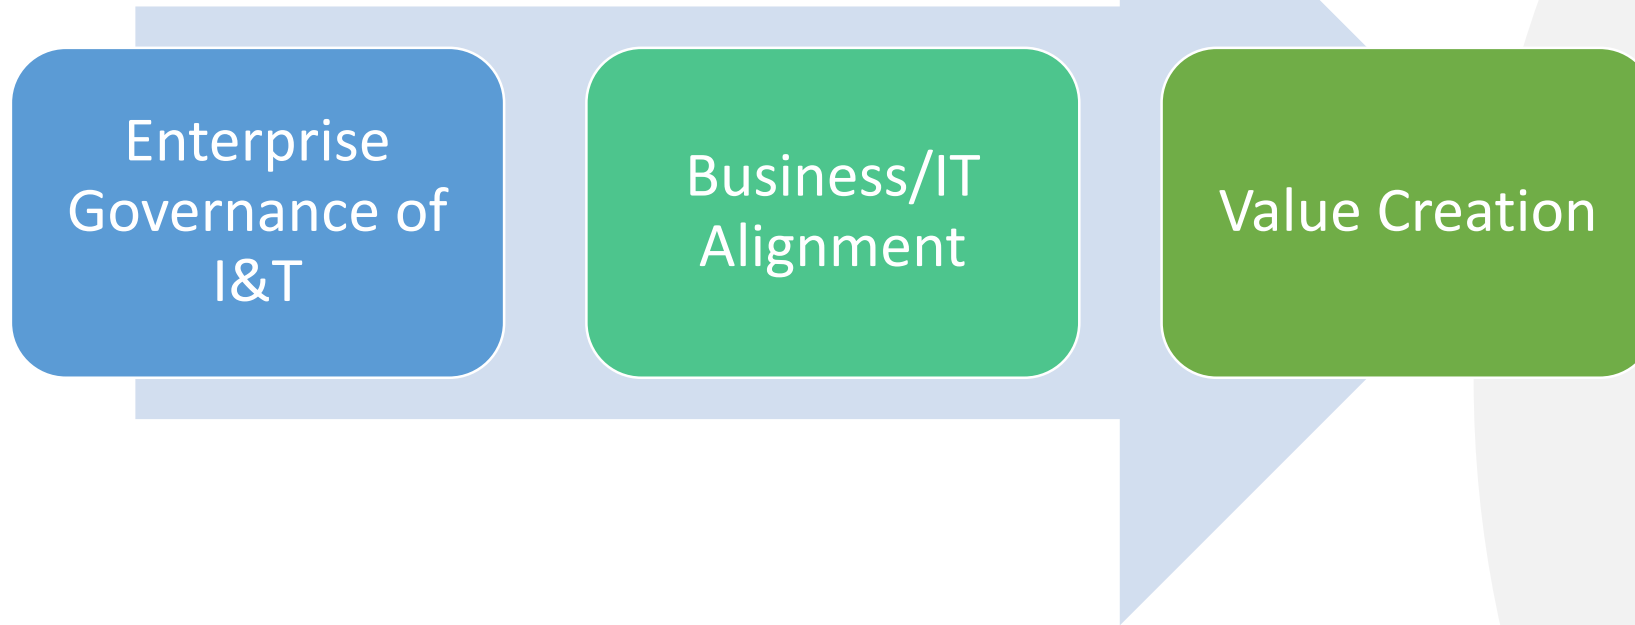 Enterprise
Governance of
I&T
Business/IT
Alignment
Value Creation